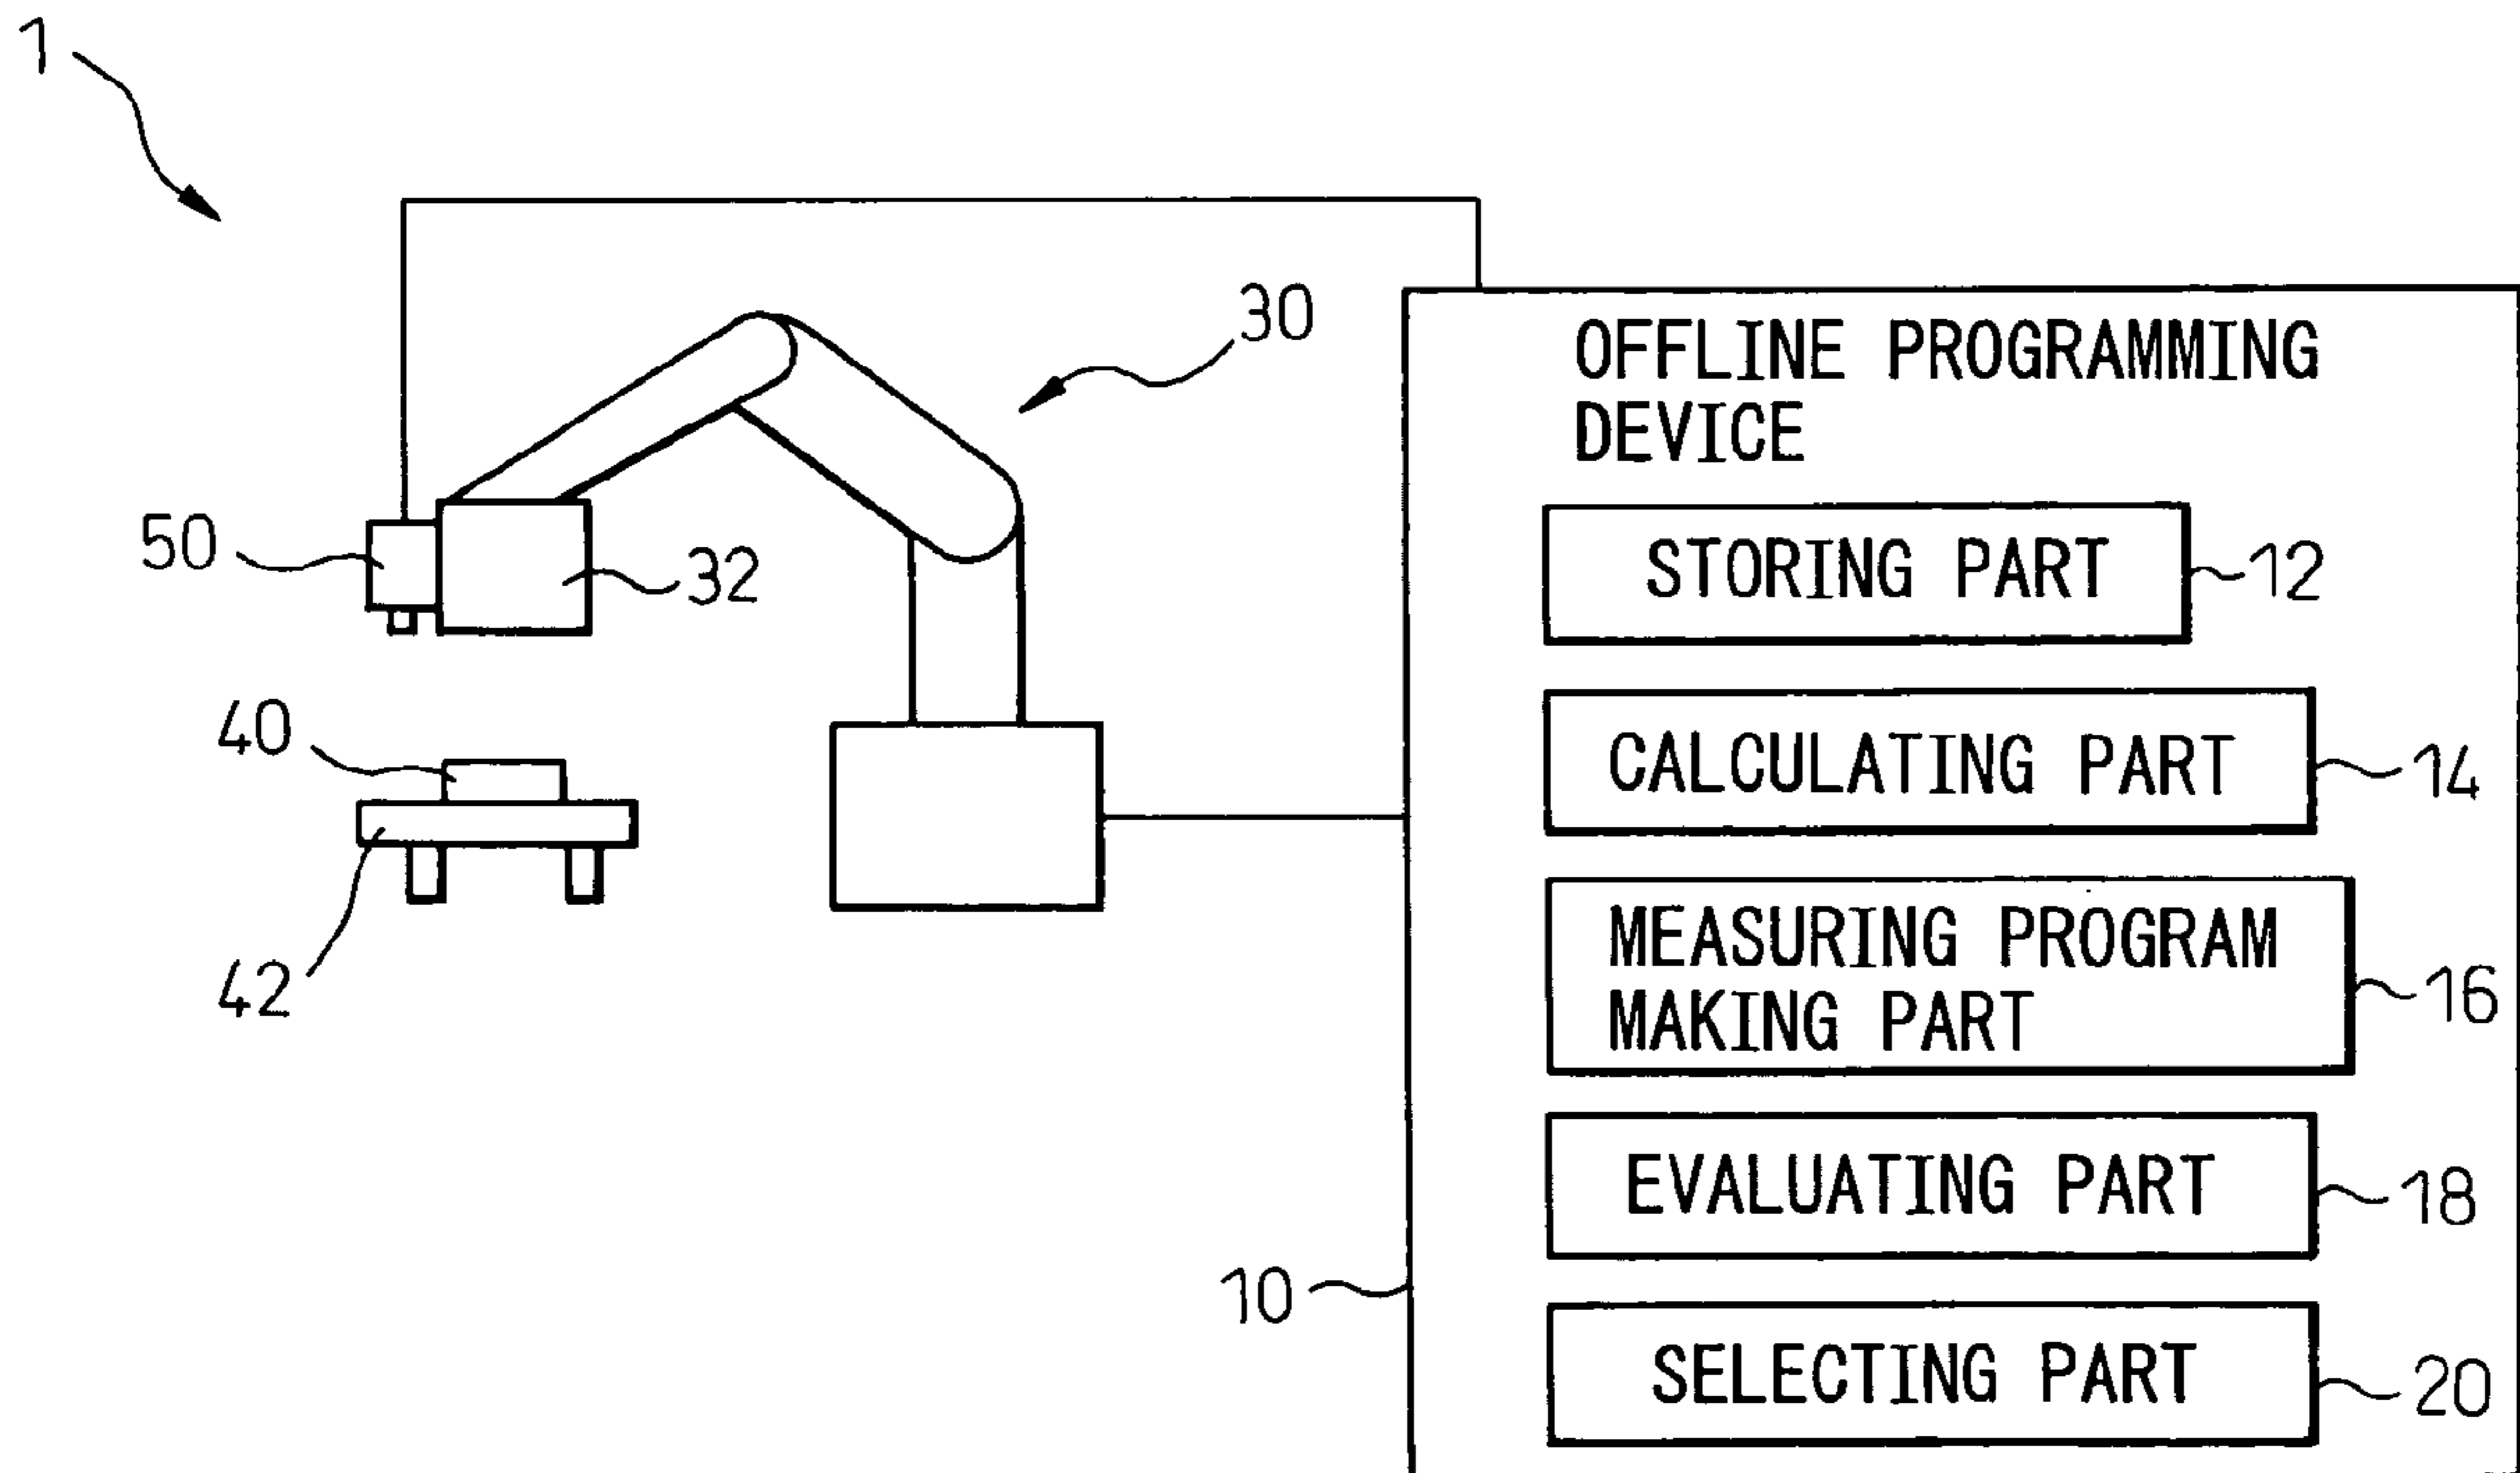 1
30
OFFLINE PROGRAMMING
DEVICE
50
32
STORING PART
12
40
CALCULATING PART
14
42
MEASURING PROGRAM
MAKING PART
16
EVALUATING PART
18
10
SELECTING PART
20